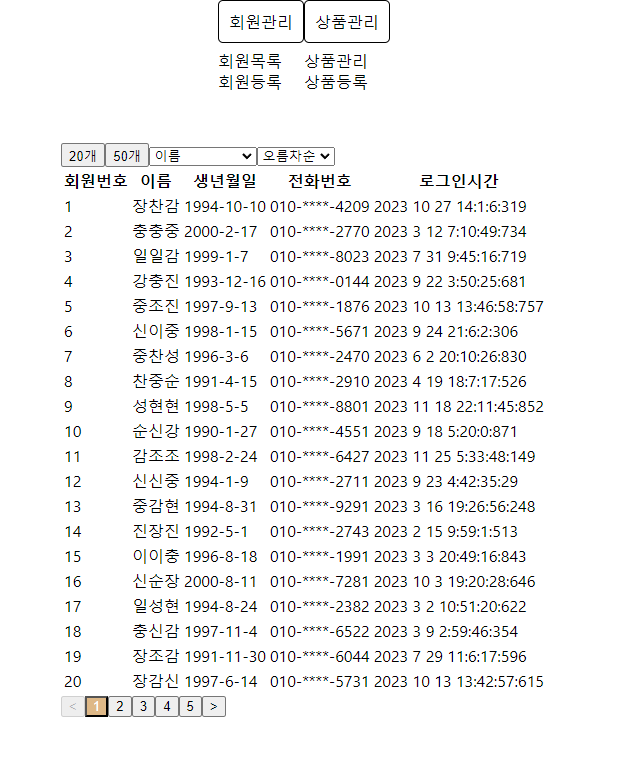 회원관리 상품관리
회원목록 상품관리
회원등록 상품등록
20개 50개 이름 오름차순
회원번호 이름 생년월일 전화번호 로그인시간
1 장찬감 1994-10-10 010-****-4209 2023 10 27 14:1:6:319
2 충충중 2000-2-17 010-****-2770 2023 3 12 7:10:49:734
3 일일감 1999-1-7 010-****-8023 2023 7 31 9:45:16:719
4 강충진 1993-12-16 010-****-0144 2023 9 22 3:50:25:681
5 중조진 1997-9-13 010-****-1876 2023 10 13 13:46:58:757
6 신이중 1998-1-15 010-****-5671 2023 9 24 21:6:2:306
7 중찬성 1996-3-6 010-****-2470 2023 6 2 20:10:26:830
8 찬중순 1991-4-15 010-****-2910 2023 4 19 18:7:17:526
9 성현현 1998-5-5 010-****-8801 2023 11 18 22:11:45:852
10 순신강 1990-1-27 010-****-4551 2023 9 18 5:20:0:871
11 감조조 1998-2-24 010-****-6427 2023 11 25 5:33:48:149
12 신신중 1994-1-9 010-****-2711 2023 9 23 4:42:35:29
13 중감현 1994-8-31 010-****-9291 2023 3 16 19:26:56:248
14 진장진 1992-5-1 010-****-2743 2023 2 15 9:59:1:513
15 이이충 1996-8-18 010-****-1991 2023 3 3 20:49:16:843
16 신순장 2000-8-11 010-****-7281 2023 10 3 19:20:28:646
17 일성현 1994-8-24 010-****-2382 2023 3 2 10:51:20:622
18 충신감 1997-11-4 010-****-6522 2023 3 9 2:59:46:354
19 장조감 1991-11-30 010-****-6044 2023 7 29 11:6:17:596
20 장감신 1997-6-14 010-****-5731 2023 10 13 13:42:57:615
< 1 2 3 4 5 >